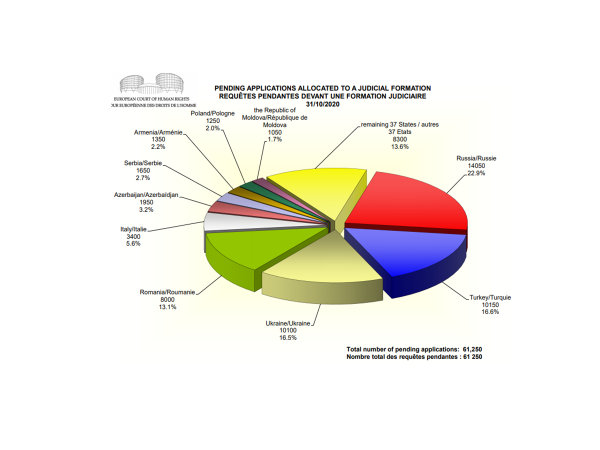 EUROPEAN COURT OF HUMAN RIGHTS
COUR EUROPÉENNE DES DROITS DE L'HOMME
PENDING APPLICATIONS ALLOCATED TO A JUDICIAL FORMATION
REQUÊTES PENDANTES DEVANT UNE FORMATION JUDICIAIRE
31/10/2020
the Republic of
Moldova/République de
Moldova
1050
1.7%
Poland/Pologne
1250
2.0%
Armenia/Arménie
1350
2.2%
Serbia/Serbie
1650
2.7%
Azerbaijan/Azerbaïdjan
1950
3.2%
Italy/Italie
3400
5.6%
Romania/Roumanie
8000
13.1%
Ukraine/Ukraine
10100
16.5%
remaining 37 States / autres
37 Etats
8300
13.6%
Russia/Russie
14050
22.9%
Turkey/Turquie
10150
16.6%
Total number of pending applications: 61,250
Nombre total des requêtes pendantes : 61 250